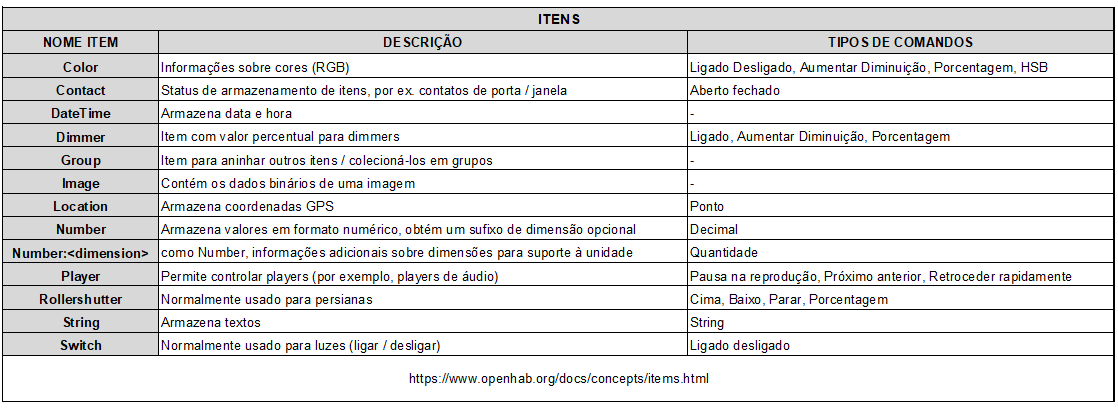 ITENS
NOME ITEM DESCRIÇÃO TIPOS DE COMANDOS
Color Informações sobre cores (RGB) Ligado Desligado, Aumentar Diminuição, Porcentagem, HSB
Contact Status de armazenamento de itens, por ex. contatos de porta / janela Aberto fechado
DateTime Armazena data e hora -
Dimmer Item com valor percentual para dimmers Ligado, Aumentar Diminuição, Porcentagem
Group Item para aninhar outros itens / colecioná-los em grupos -
Image Contém os dados binários de uma imagem -
Location Armazena coordenadas GPS Ponto
Number Armazena valores em formato numérico, obtém um sufixo de dimensão opcional Decimal
Number:<dimension> como Number, informações adicionais sobre dimensões para suporte à unidade Quantidade
Player Permite controlar players (por exemplo, players de áudio) Pausa na reprodução, Próximo anterior, Retroceder rapidamente
Rollershutter Normalmente usado para persianas Cima, Baixo, Parar, Porcentagem
String Armazena textos String
Switch Normalmente usado para luzes (ligar / desligar) Ligado desligado
https://www.openhab.org/docs/concepts/items.html